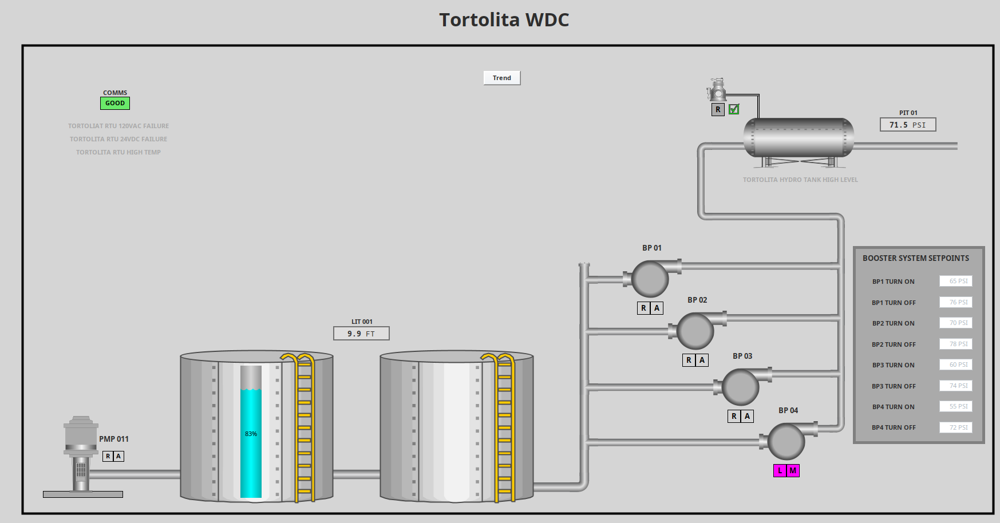 Tortolita WDC
Trend
COMMS
GOOD
TORTOLIAT RTU 120VAC FAILURE
TORTOLITA RTU 24VDC FAILURE
TORTOLITA RTU HIGH TEMP
R
PIT 01
71.5 PSI
TORTOLITA HYDRO TANK HIGH LEVEL
BP 01
R A
BP 02
R A
BP 03
R A
BP 04
L M
BOOSTER SYSTEM SETPOINTS
BP1 TURN ON 65 PSI
BP1 TURN OFF 76 PSI
BP2 TURN ON 70 PSI
BP2 TURN OFF 78 PSI
BP3 TURN ON 60 PSI
BP3 TURN OFF 74 PSI
BP4 TURN ON 55 PSI
BP4 TURN OFF 72 PSI
LIT 001
9.9 FT
83%
PMP 011
R A